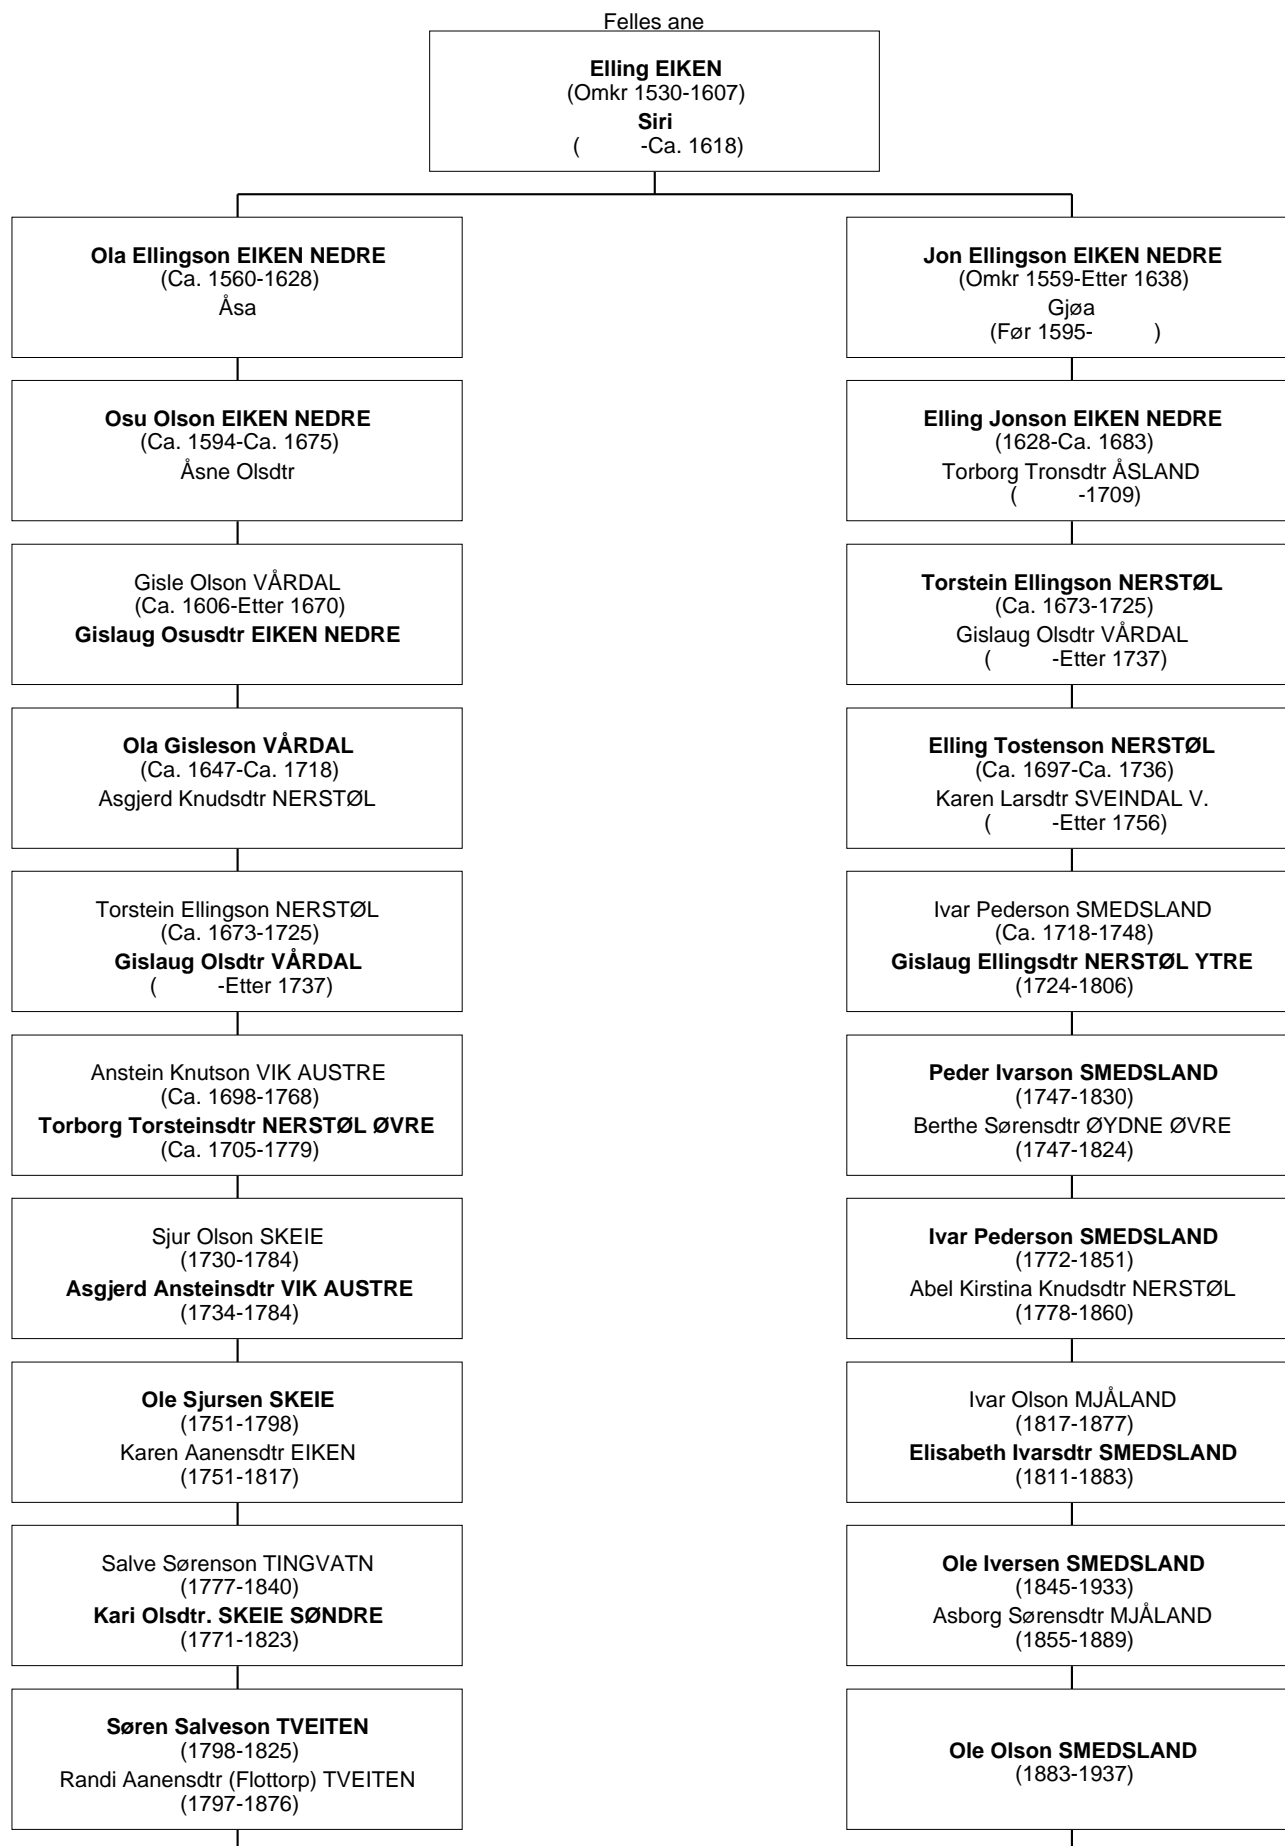 Felles ane
Elling EIKEN
(Omkr 1530-1607)
Siri
( -Ca. 1618)
Ola Ellingson EIKEN NEDRE
(Ca. 1560-1628)
Åsa
Jon Ellingson EIKEN NEDRE
(Omkr 1559-Etter 1638)
Gjøa
(Før 1595- )
Osu Olson EIKEN NEDRE
(Ca. 1594-Ca. 1675)
Åsne Olsdtr
Elling Jonson EIKEN NEDRE
(1628-Ca. 1683)
Torborg Tronsdtr ÅSLAND
( -1709)
Gisle Olson VÅRDAL
(Ca. 1606-Etter 1670)
Gislaug Osusdtr EIKEN NEDRE
Torstein Ellingson NERSTØL
(Ca. 1673-1725)
Gislaug Olsdtr VÅRDAL
( -Etter 1737)
Ola Gisleson VÅRDAL
(Ca. 1647-Ca. 1718)
Asgjerd Knudsdtr NERSTØL
Elling Tostenson NERSTØL
(Ca. 1697-Ca. 1736)
Karen Larsdtr SVEINDAL V.
( -Etter 1756)
Torstein Ellingson NERSTØL
(Ca. 1673-1725)
Gislaug Olsdtr VÅRDAL
( -Etter 1737)
Ivar Pederson SMEDSLAND
(Ca. 1718-1748)
Gislaug Ellingsdtr NERSTØL YTRE
(1724-1806)
Anstein Knutson VIK AUSTRE
(Ca. 1698-1768)
Torborg Torsteinsdtr NERSTØL ØVRE
(Ca. 1705-1779)
Peder Ivarson SMEDSLAND
(1747-1830)
Berthe Sørensdtr ØYDNE ØVRE
(1747-1824)
Sjur Olson SKEIE
(1730-1784)
Asgjerd Ansteinsdtr VIK AUSTRE
(1734-1784)
Ivar Pederson SMEDSLAND
(1772-1851)
Abel Kirstina Knudsdtr NERSTØL
(1778-1860)
Ole Sjursen SKEIE
(1751-1798)
Karen Aanensdtr EIKEN
(1751-1817)
Ivar Olson MJÅLAND
(1817-1877)
Elisabeth Ivarsdtr SMEDSLAND
(1811-1883)
Salve Sørenson TINGVATN
(1777-1840)
Kari Olsdtr. SKEIE SØNDRE
(1771-1823)
Ole Iversen SMEDSLAND
(1845-1933)
Asborg Sørensdtr MJÅLAND
(1855-1889)
Søren Salveson TVEITEN
(1798-1825)
Randi Aanensdtr (Flottorp) TVEITEN
(1797-1876)
Ole Olson SMEDSLAND
(1883-1937)